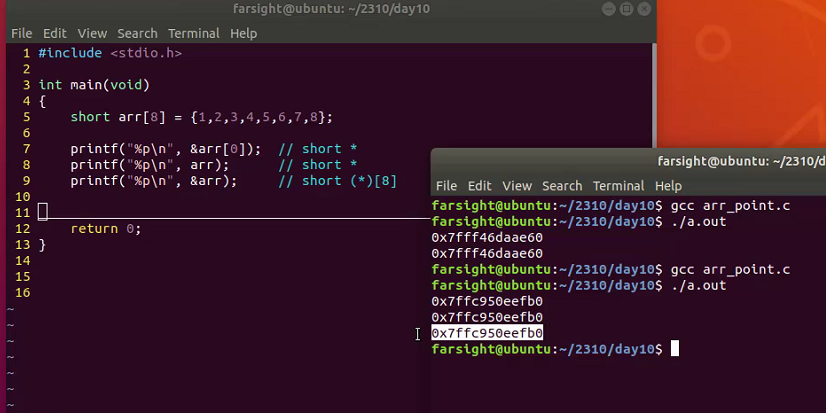 farsight@ubuntu: ~/2310/day10
File Edit View Search Terminal Help
1 #include <stdio.h>
2
3 int main(void)
4 {
5     short arr[8] = {1,2,3,4,5,6,7,8};
6
7     printf("%p\n", &arr[0]);  // short *
8     printf("%p\n", arr);      // short *
9     printf("%p\n", &arr);     // short (*)[8]
10
11
12     return 0;
13 }
14
15
16
~
~
~
~
~
~
~
farsight@ubuntu: ~/2310/d
File Edit View Search Terminal Help
farsight@ubuntu:~/2310/day10$ gcc arr_point.c
farsight@ubuntu:~/2310/day10$ ./a.out
0x7fff46daae60
0x7fff46daae60
farsight@ubuntu:~/2310/day10$ gcc arr_point.c
farsight@ubuntu:~/2310/day10$ ./a.out
0x7ffc950eefb0
0x7ffc950eefb0
0x7ffc950eefb0
farsight@ubuntu:~/2310/day10$